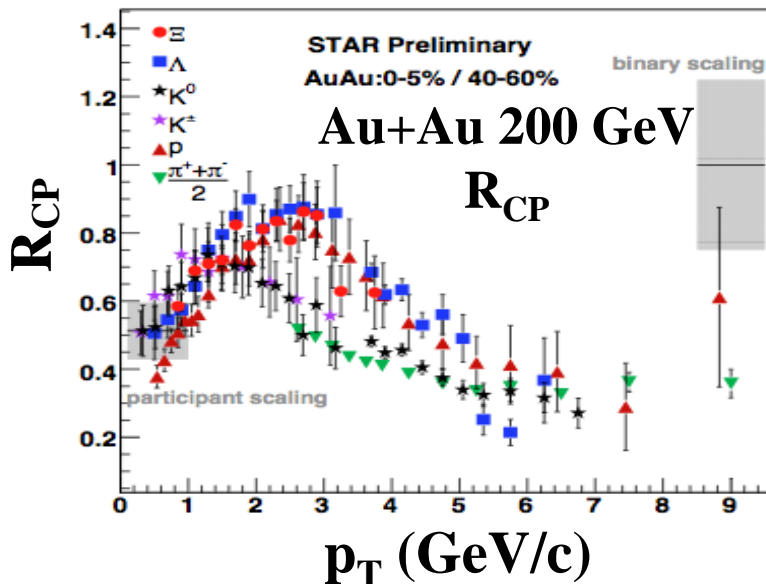 1.4
1.2
1
0.8
0.6
0.4
0.2
R_CP
Ξ
Λ
K⁰
K±
p
π⁺+π⁻
2
STAR Preliminary
AuAu:0-5% / 40-60%
binary scaling
Au+Au 200 GeV
R_CP
participant scaling
0 1 2 3 4 5 6 7 8 9
p_T (GeV/c)